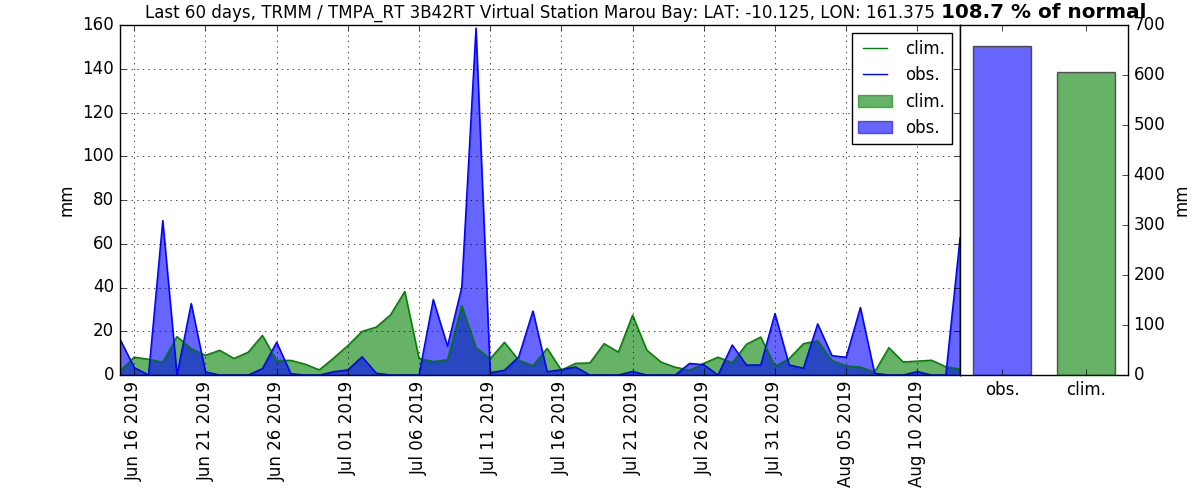 Last 60 days, TRMM / TMPA_RT 3B42RT Virtual Station Marou Bay: LAT: -10.125, LON: 161.375 108.7 % of normal
160
140
120
100
80
60
40
20
0
mm
clim.
obs.
clim.
obs.
700
600
500
400
300
200
100
0
mm
Jun 16 2019
Jun 21 2019
Jun 26 2019
Jul 01 2019
Jul 06 2019
Jul 11 2019
Jul 16 2019
Jul 21 2019
Jul 26 2019
Jul 31 2019
Aug 05 2019
Aug 10 2019
obs.
clim.